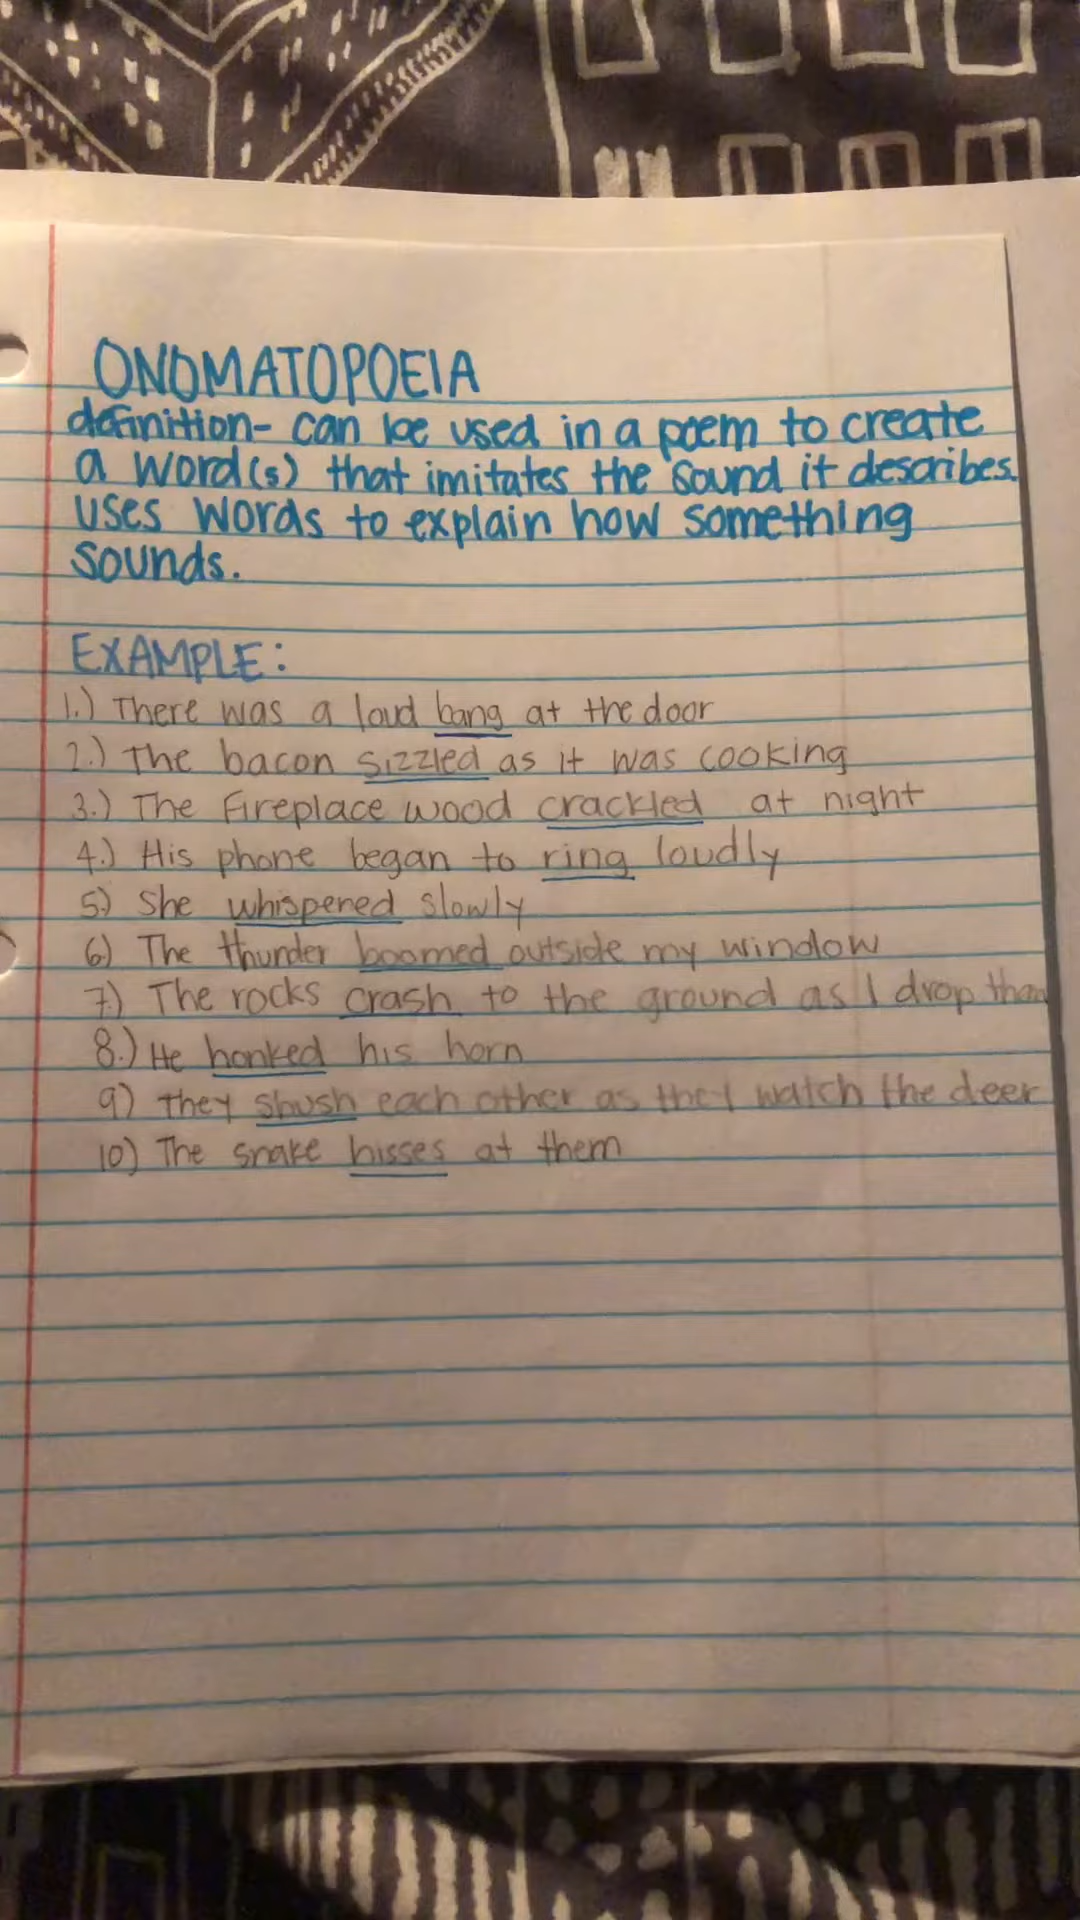 ONOMATOPOEIA
definition- can be used in a poem to create
a word(s) that imitates the sound it describes.
uses words to explain how something
sounds.
EXAMPLE:
1.) There was a loud bang at the door
2.) The bacon sizzled as it was cooking
3.) The fireplace wood crackled at night
4.) His phone began to ring loudly
5.) She whispered slowly
6.) The thunder boomed outside my window
7.) The rocks crash to the ground as I drop
8.) He honked his horn
9) They shush each other as they watch the deer
10) The snake hisses at them